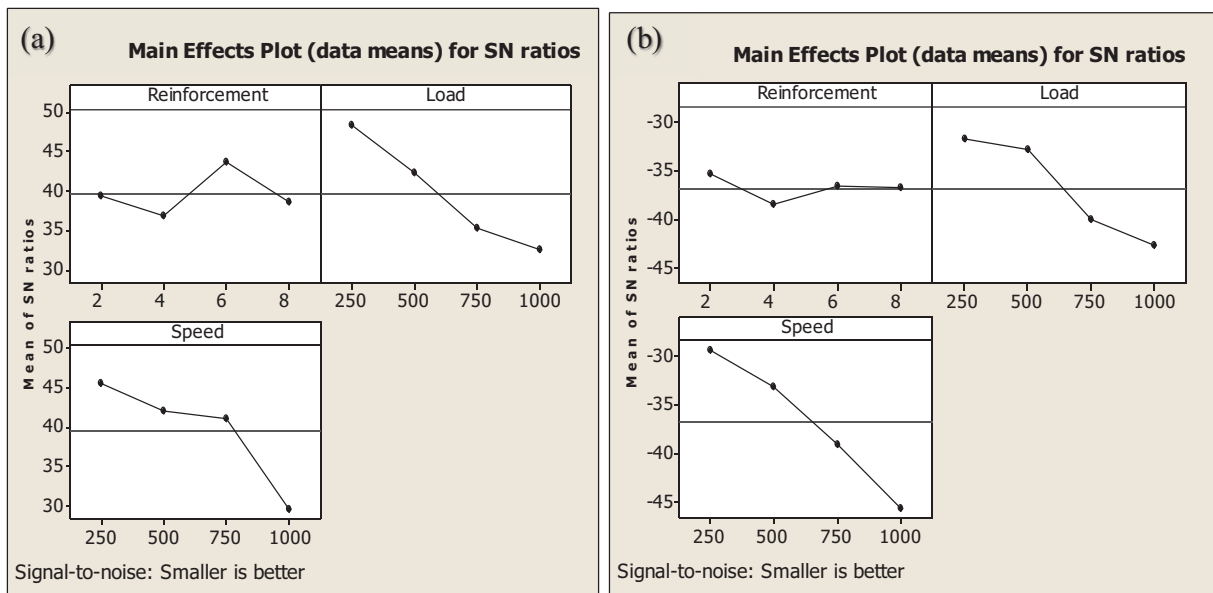 (a)
Main Effects Plot (data means) for SN ratios
Reinforcement
Load
50
45
40
35
30
2 4 6 8
250 500 750 1000
Mean of SN ratios
Speed
50
45
40
35
30
250 500 750 1000
Signal-to-noise: Smaller is better
(b)
Main Effects Plot (data means) for SN ratios
Reinforcement
Load
-30
-35
-40
-45
2 4 6 8
250 500 750 1000
Mean of SN ratios
Speed
-30
-35
-40
-45
250 500 750 1000
Signal-to-noise: Smaller is better